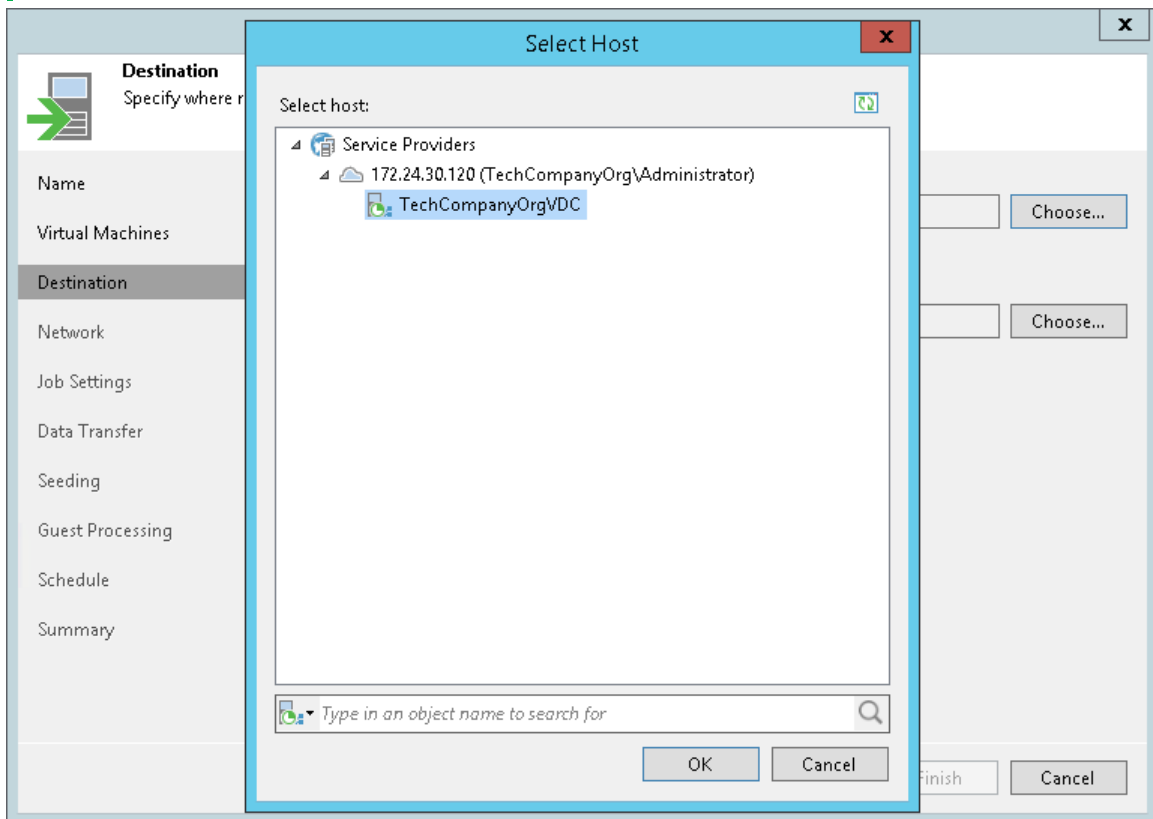 x
Destination
Specify where r
Name
Virtual Machines
Destination
Network
Job Settings
Data Transfer
Seeding
Guest Processing
Schedule
Summary
Choose...
Choose...
Finish
Cancel
Select Host
x
Select host:
Service Providers
172.24.30.120 (TechCompanyOrg\Administrator)
TechCompanyOrgVDC
Type in an object name to search for
OK
Cancel